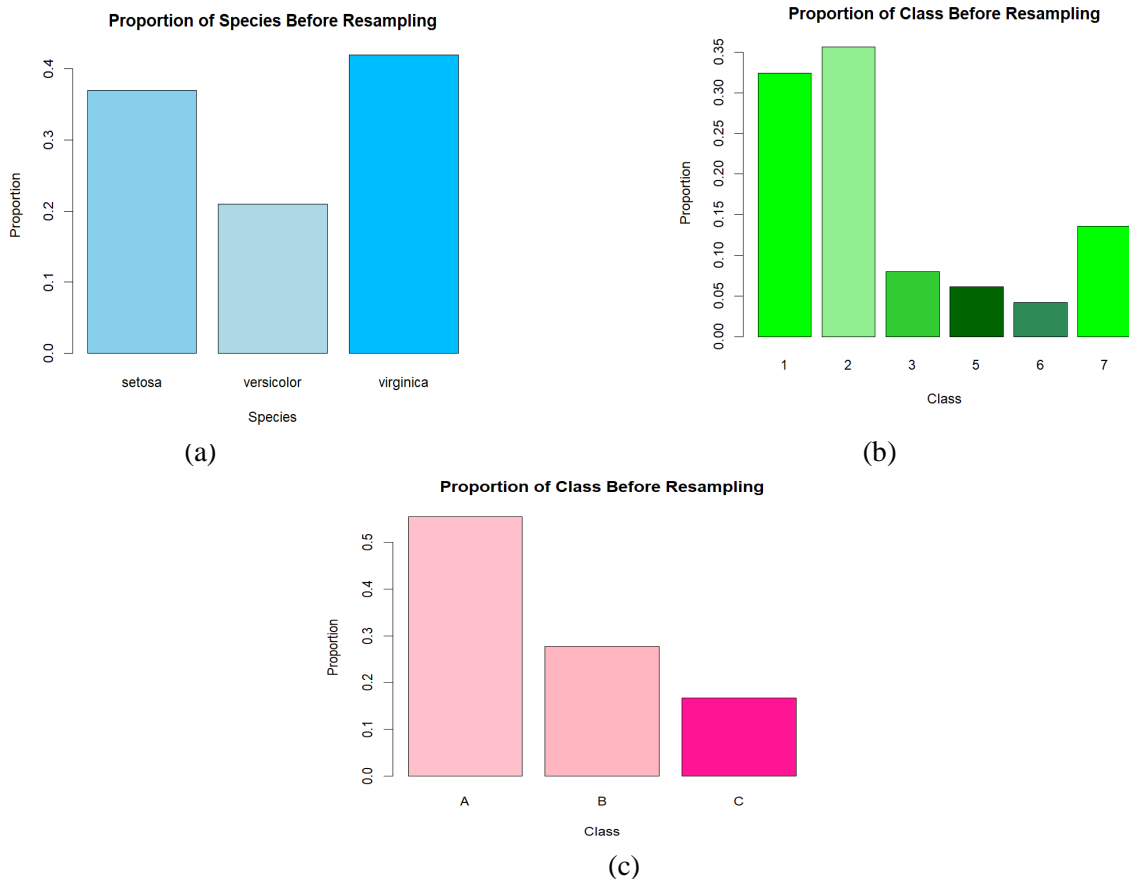 Proportion of Species Before Resampling
Proportion
0.0 0.1 0.2 0.3 0.4
setosa versicolor virginica
Species
(a)
Proportion of Class Before Resampling
Proportion
0.00 0.05 0.10 0.15 0.20 0.25 0.30 0.35
1 2 3 5 6 7
Class
(b)
Proportion of Class Before Resampling
Proportion
0.0 0.1 0.2 0.3 0.4 0.5
A B C
Class
(c)